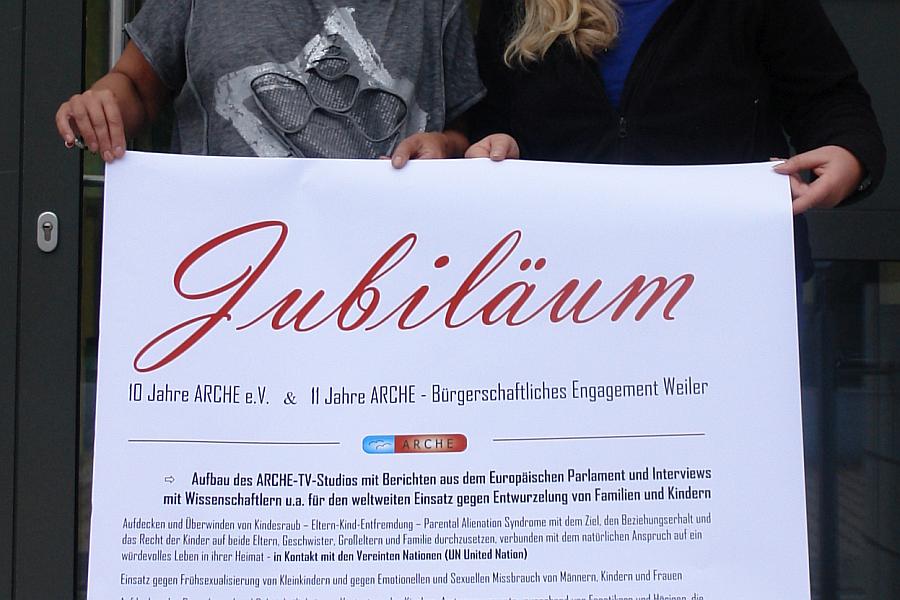 Jubiläum
10 Jahre ARCHE e.V. & 11 Jahre ARCHE - Bürgerschaftliches Engagement Weiler
ARCHE
⇨ Aufbau des ARCHE-TV-Studios mit Berichten aus dem Europäischen Parlament und Interviews
mit Wissenschaftlern u.a. für den weltweiten Einsatz gegen Entwurzelung von Familien und Kindern
Aufdecken und Überwinden von Kindesraub – Eltern-Kind-Entfremdung – Parental Alienation Syndrome mit dem Ziel, den Beziehungserhalt und
das Recht der Kinder auf beide Eltern, Geschwister, Großeltern und Familie durchzusetzen, verbunden mit dem natürlichen Anspruch auf ein
würdevolles Leben in ihrer Heimat - in Kontakt mit den Vereinten Nationen (UN United Nation)
Einsatz gegen Frühsexualisierung von Kleinkindern und gegen Emotionellen und Sexuellen Missbrauch von Männern, Kindern und Frauen